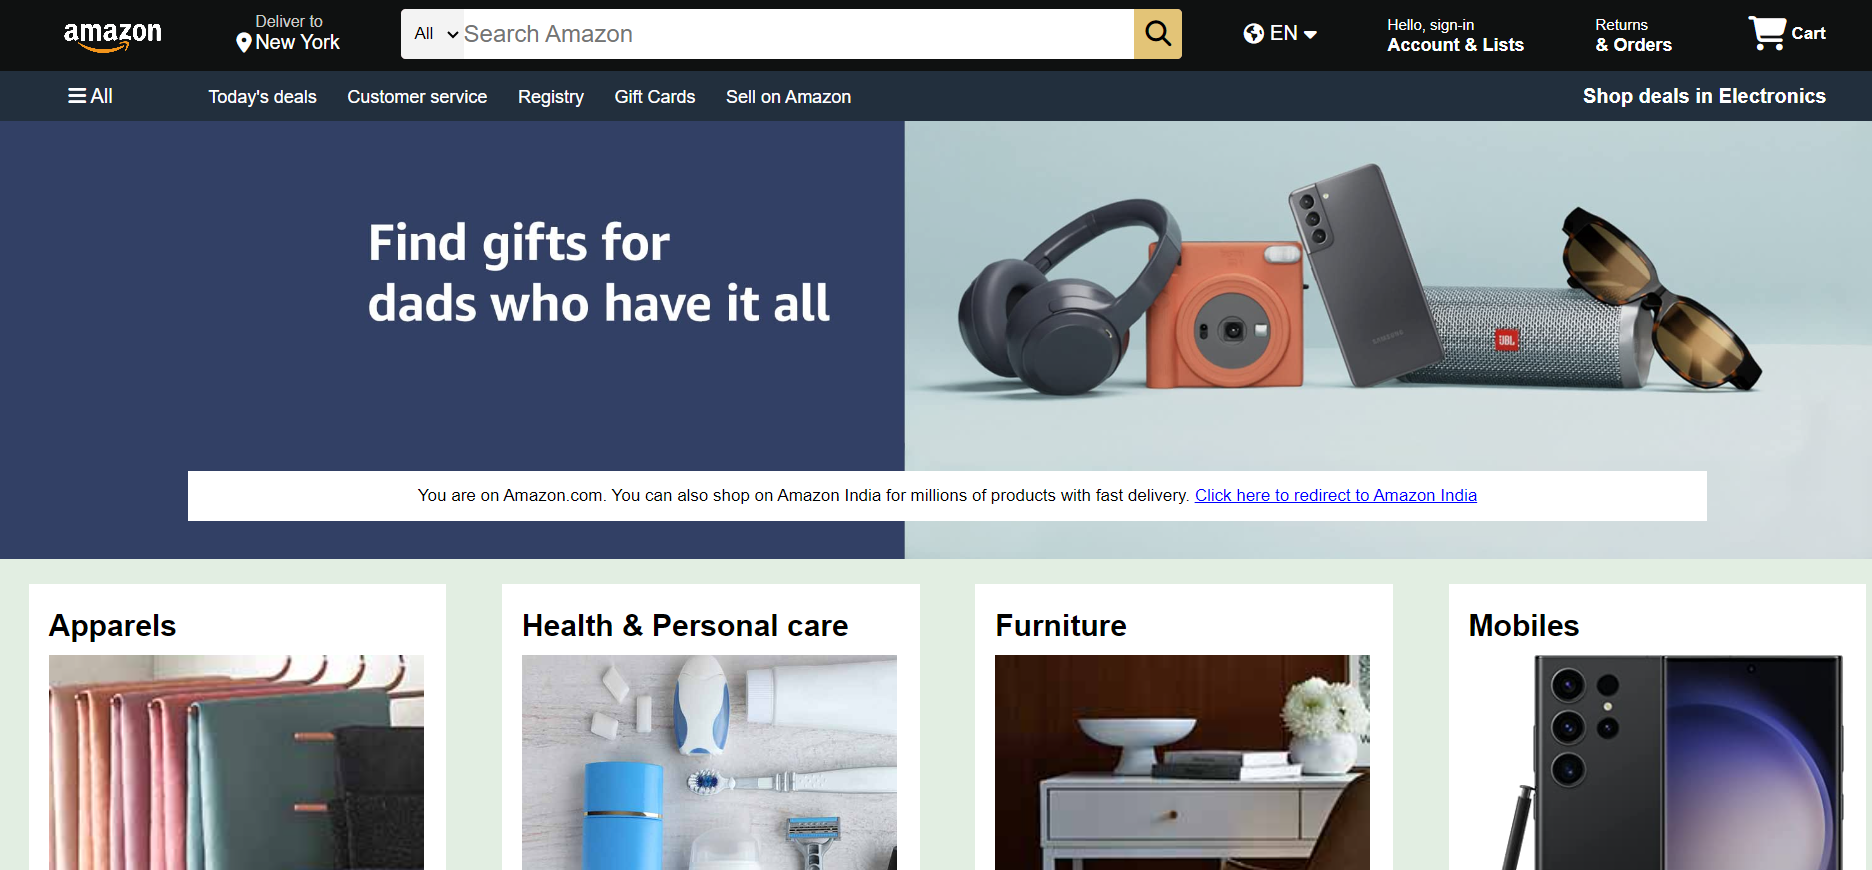 amazon
Deliver to
New York
All
Search Amazon
EN
Hello, sign-in
Account & Lists
Returns
& Orders
Cart
All
Today's deals
Customer service
Registry
Gift Cards
Sell on Amazon
Shop deals in Electronics
Find gifts for
dads who have it all
SAMSUNG
JBL
You are on Amazon.com. You can also shop on Amazon India for millions of products with fast delivery. Click here to redirect to Amazon India
Apparels
Health & Personal care
Furniture
Mobiles